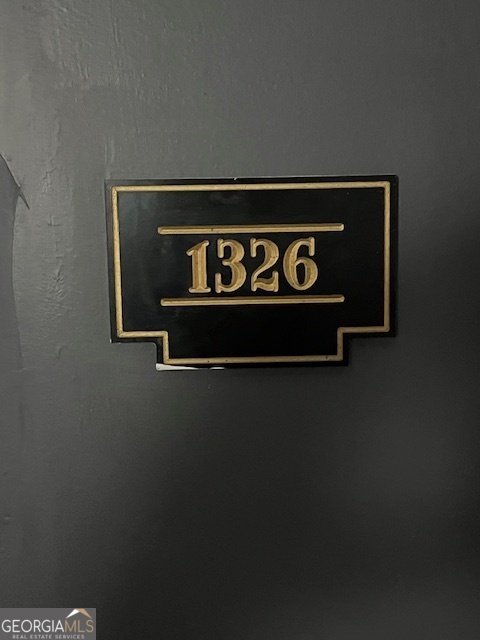 1326
GEORGIAMLS
REAL ESTATE SERVICES